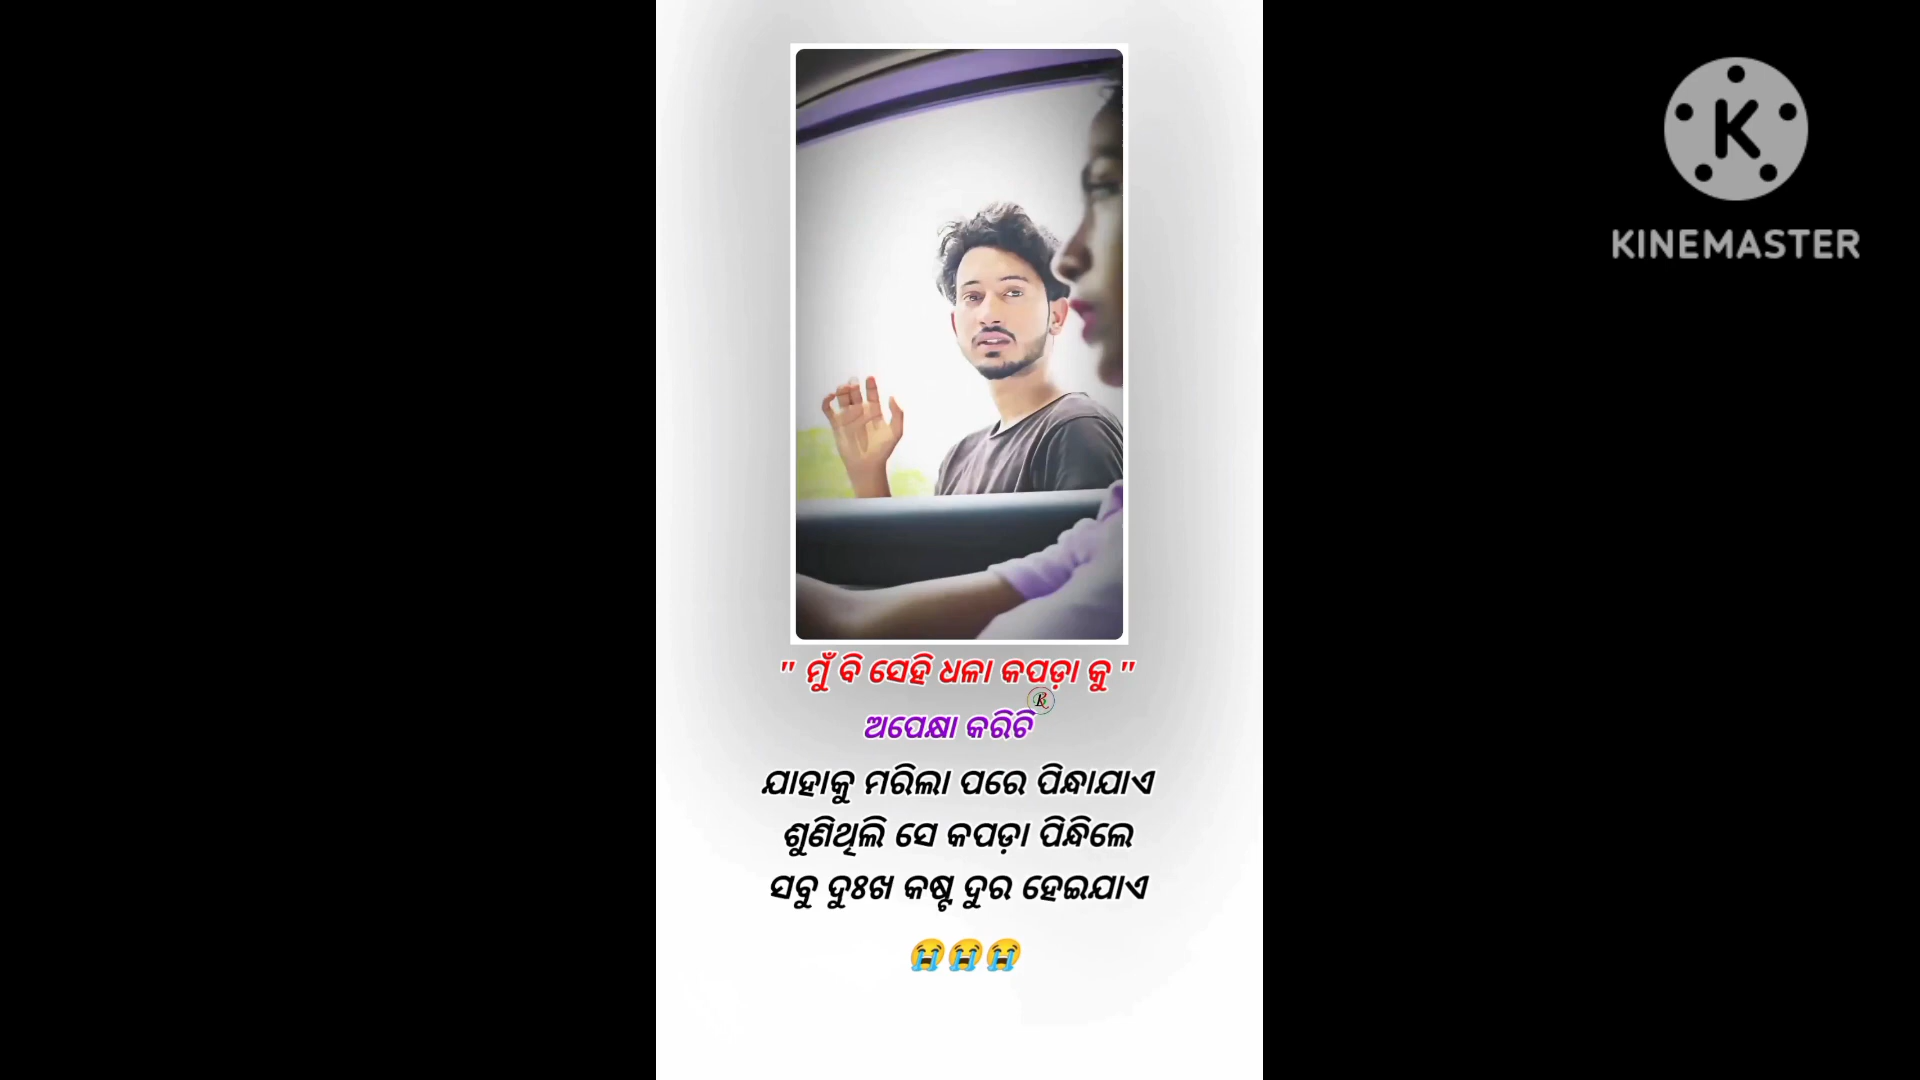 KINEMASTER
" ମୁଁ ବି ସେହି ଧଳା କପଡ଼ା କୁ "
ଅପେକ୍ଷା କରିଚି
ଯାହାକୁ ମରିଲା ପରେ ପିନ୍ଧାଯାଏ
ଶୁଣିଥିଲି ସେ କପଡ଼ା ପିନ୍ଧିଲେ
ସବୁ ଦୁଃଖ କଷ୍ଟ ଦୁର ହେଇଯାଏ
😭😭😭